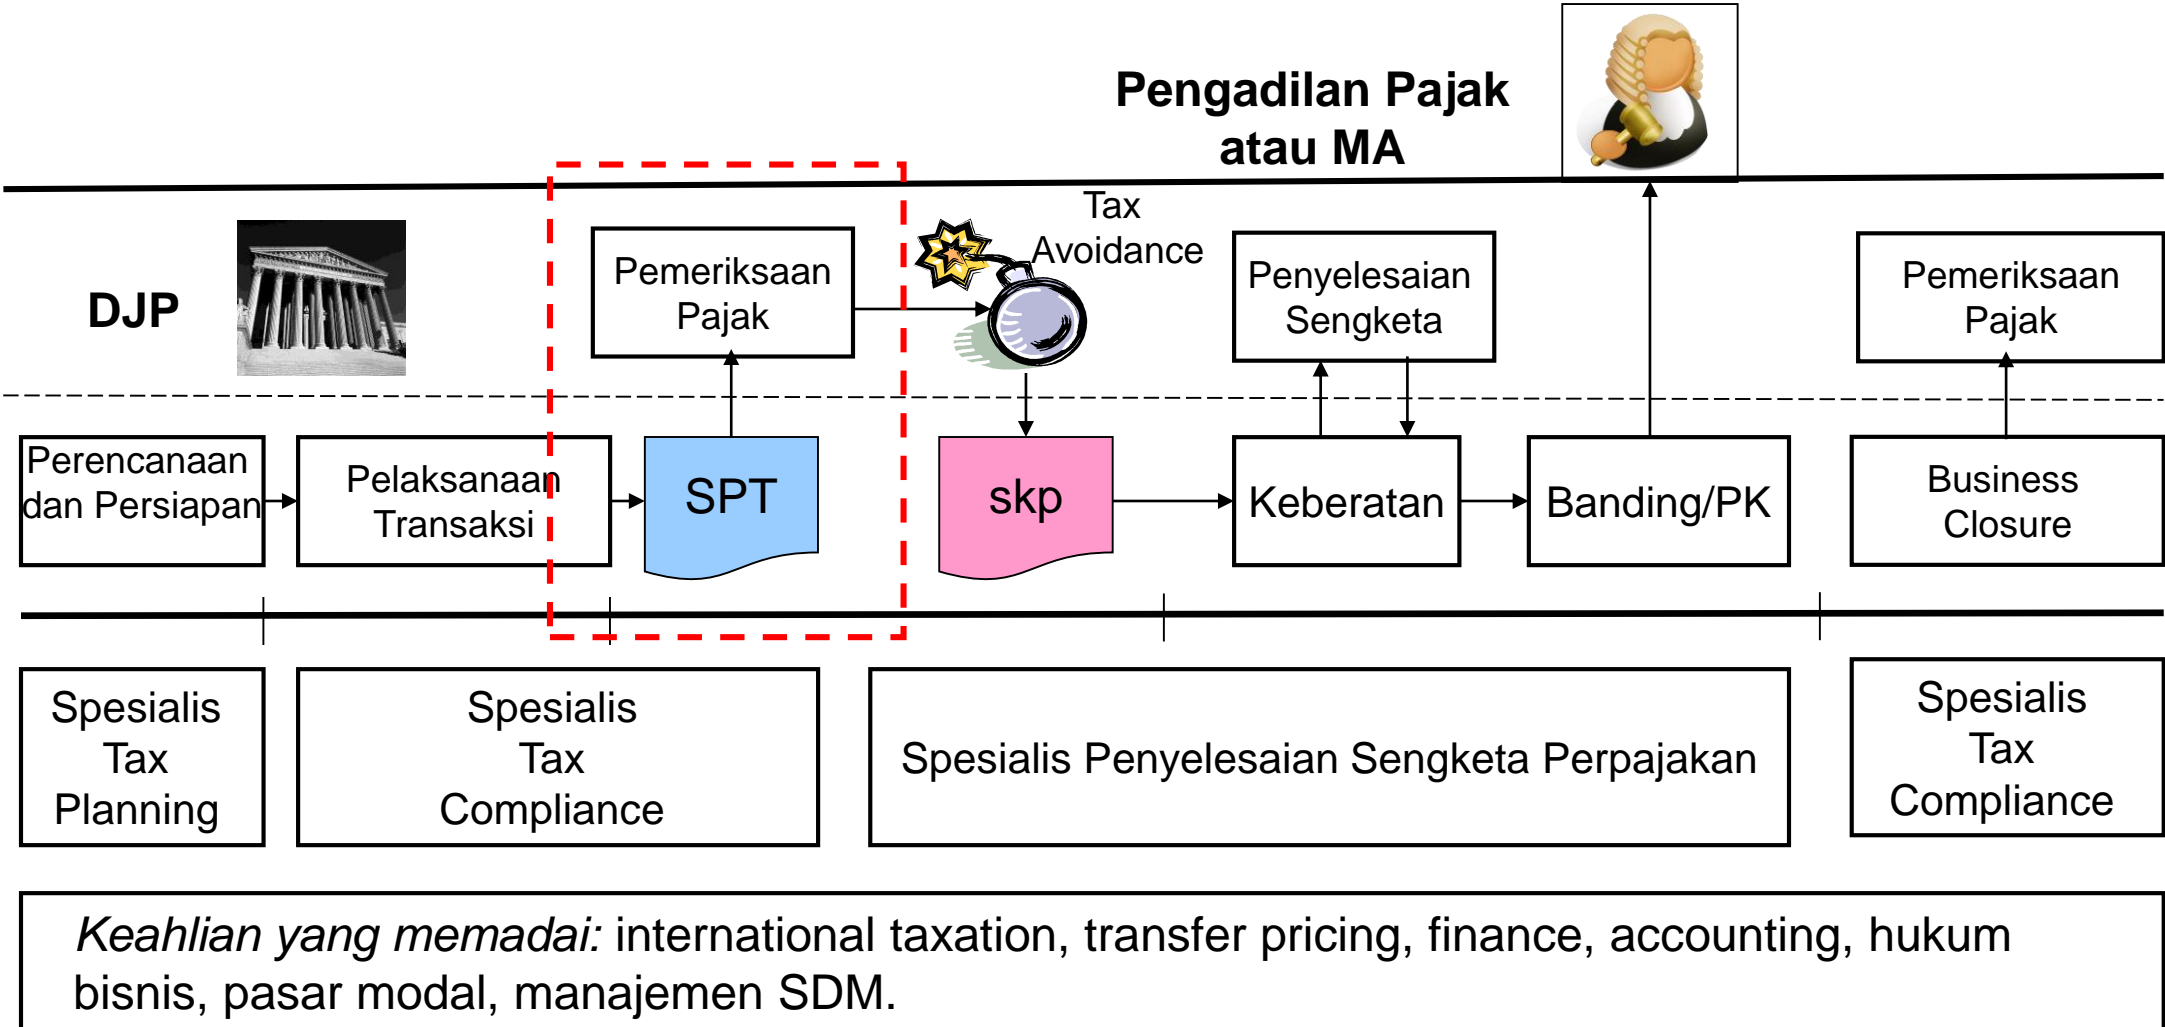 Pengadilan Pajak
atau MA
DJP
Pemeriksaan
Pajak
Tax
Avoidance
Penyelesaian
Sengketa
Pemeriksaan
Pajak
Perencanaan
dan Persiapan
Pelaksanaan
Transaksi
SPT
skp
Keberatan
Banding/PK
Business
Closure
Spesialis
Tax
Planning
Spesialis
Tax
Compliance
Spesialis Penyelesaian Sengketa Perpajakan
Spesialis
Tax
Compliance
Keahlian yang memadai: international taxation, transfer pricing, finance, accounting, hukum
bisnis, pasar modal, manajemen SDM.